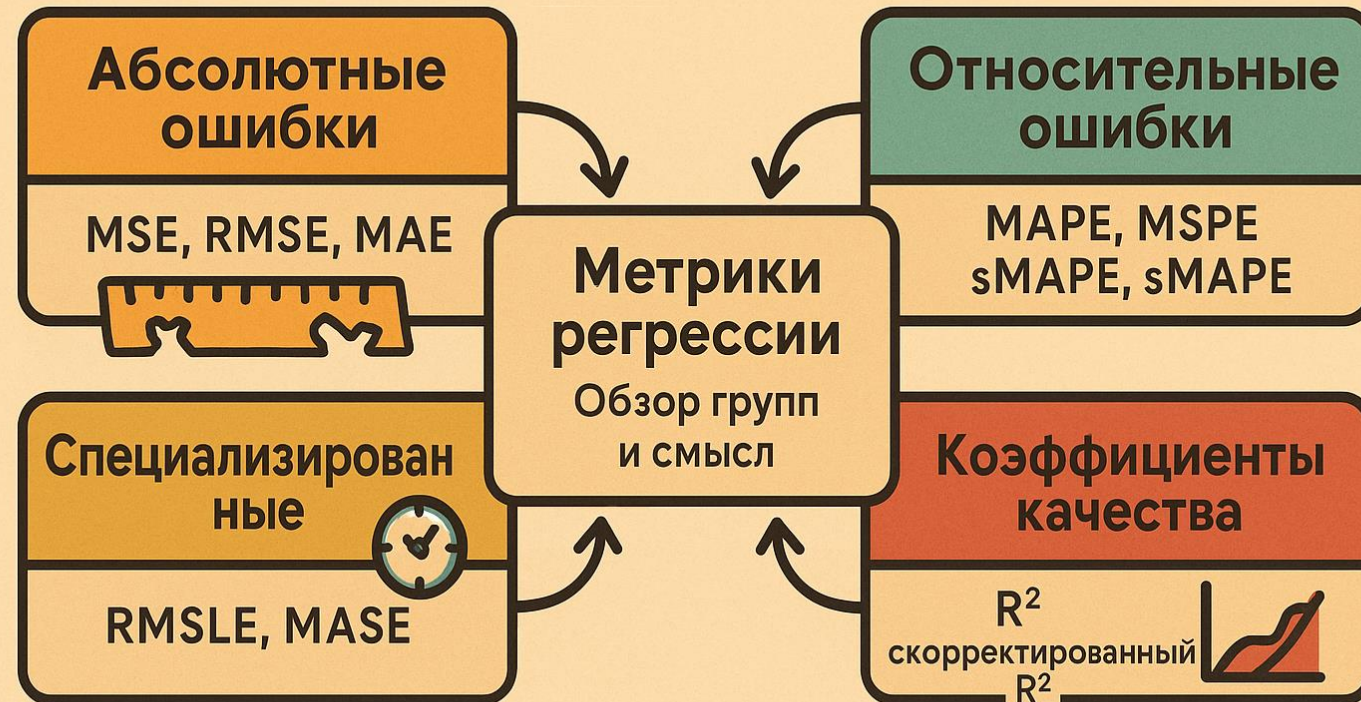 Абсолютные
ошибки
MSE, RMSE, MAE
Относительные
ошибки
MAPE, MSPE
sMAPE, sMAPE
Метрики
регрессии
Обзор групп
и смысл
Специализирован
ные
RMSLE, MASE
Коэффициенты
качества
R²
скорректированный
R²